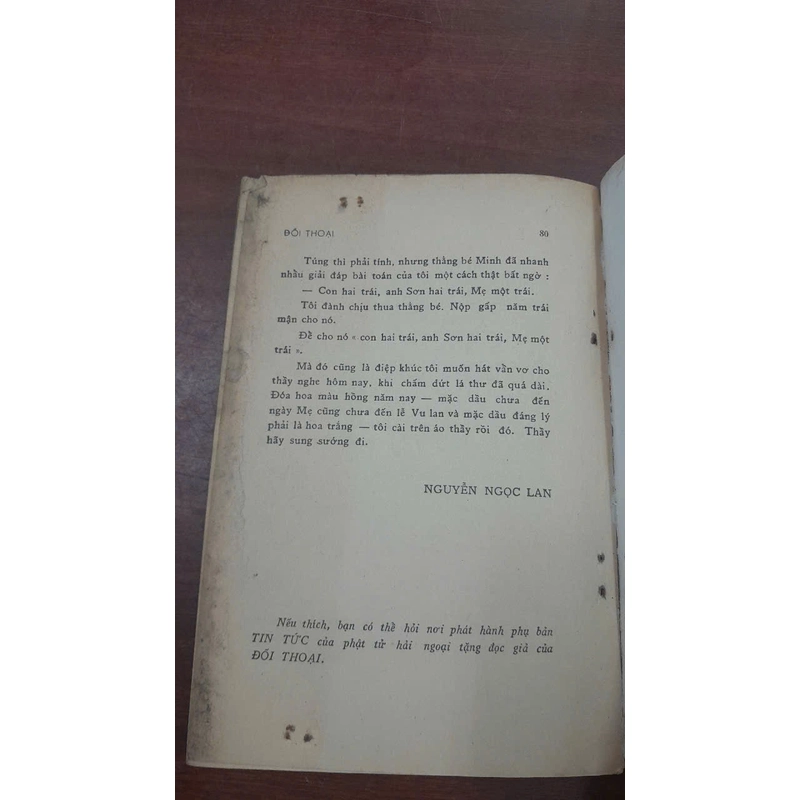 ĐỐI THOẠI 80
Túng thì phải tính, nhưng thằng bé Minh đã nhanh
nhầu giải đáp bài toán của tôi một cách thật bất ngờ :
— Con hai trái, anh Sơn hai trái, Mẹ một trái.
Tôi đành chịu thua thằng bé. Nộp gấp năm trái
mận cho nó.
Để cho nó « con hai trái, anh Sơn hai trái, Mẹ một
trái ».
Mà đó cũng là điệp khúc tôi muốn hát vẩn vơ cho
thầy nghe hôm nay, khi chấm dứt lá thư đã quá dài.
Đóa hoa màu hồng năm nay — mặc dầu chưa đến
ngày Mẹ cũng chưa đến lễ Vu lan và mặc dầu đáng lý
phải là hoa trắng — tôi cài trên áo thầy rồi đó. Thầy
hãy sung sướng đi.
NGUYỄN NGỌC LAN
Nếu thích, bạn có thể hỏi nơi phát hành phụ bản
TIN TỨC của phật tử hải ngoại tặng đọc giả của
ĐỐI THOẠI.